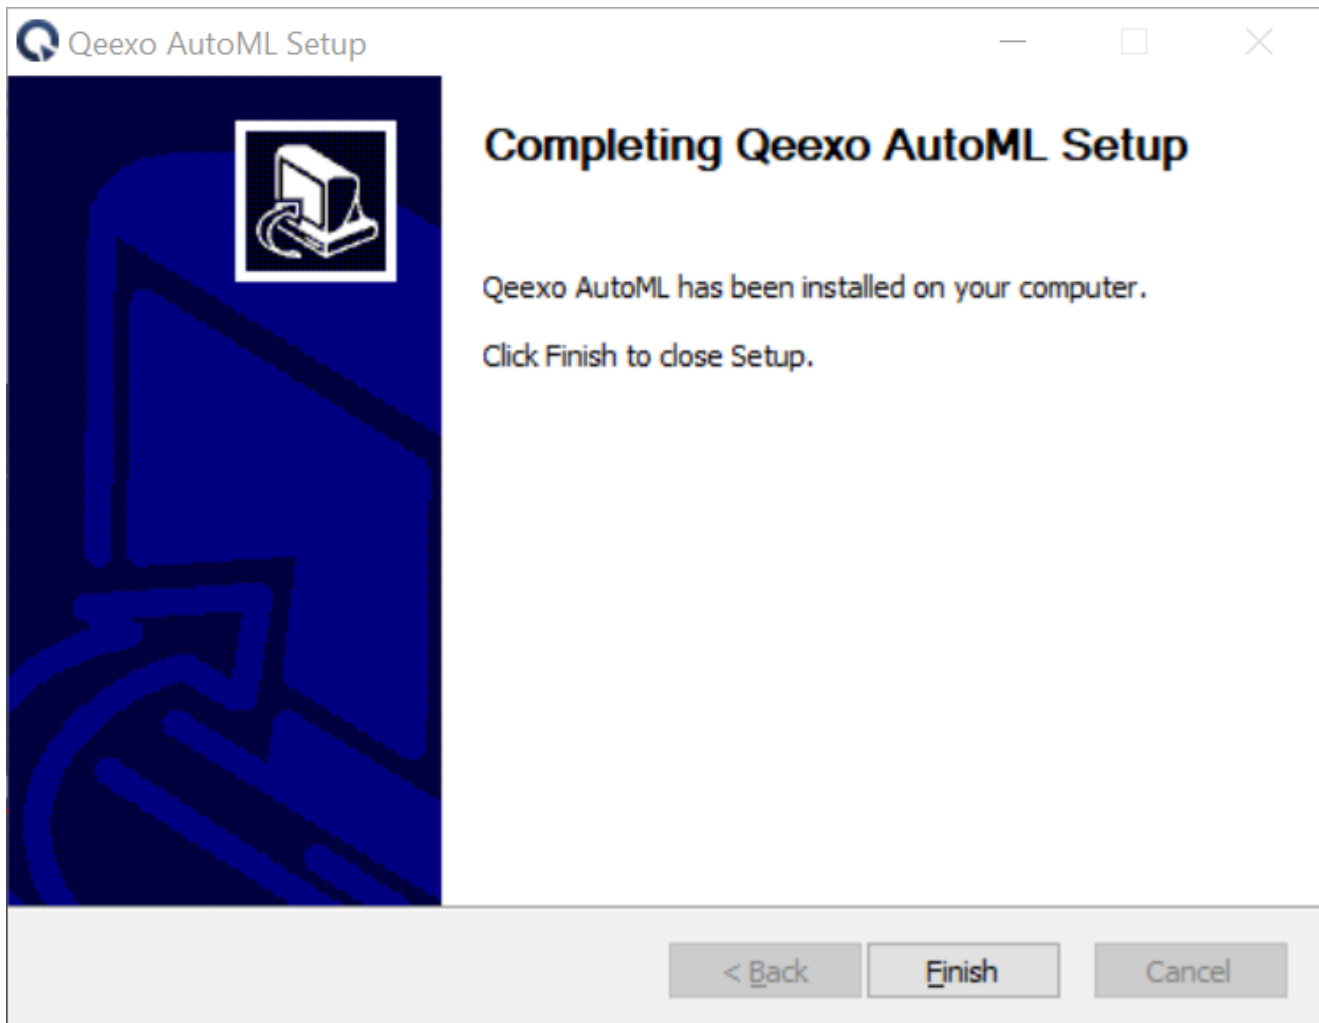 Qeexo AutoML Setup
Completing Qeexo AutoML Setup
Qeexo AutoML has been installed on your computer.
Click Finish to close Setup.
< Back
Finish
Cancel